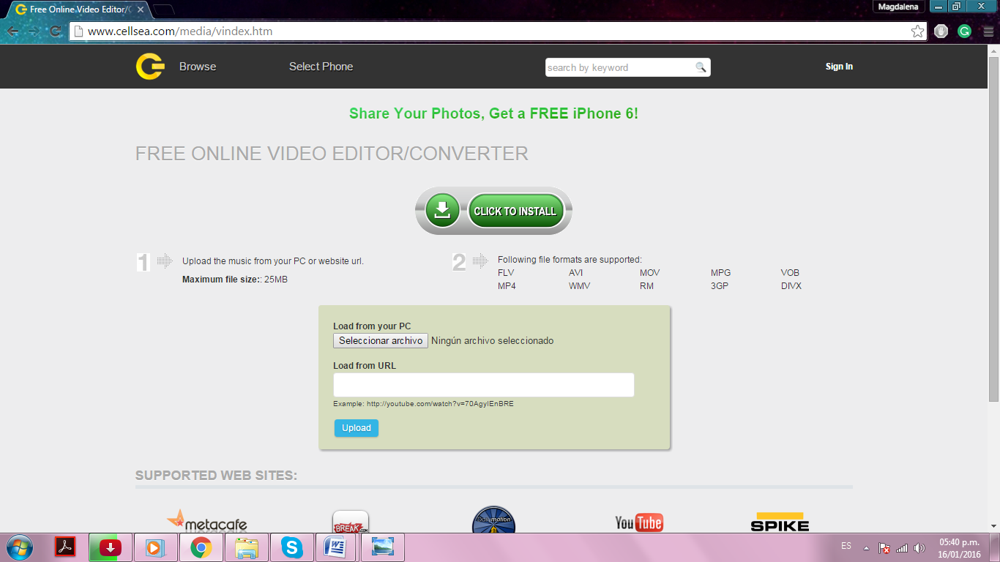 Free Online Video Editor/C
Magdalena
www.cellsea.com/media/vindex.htm
Browse
Select Phone
search by keyword
Sign In
Share Your Photos, Get a FREE iPhone 6!
FREE ONLINE VIDEO EDITOR/CONVERTER
CLICK TO INSTALL
1 Upload the music from your PC or website url.
Maximum file size:: 25MB
2 Following file formats are supported:
FLV AVI MOV MPG VOB
MP4 WMV RM 3GP DIVX
Load from your PC
Seleccionar archivo Ningún archivo seleccionado
Load from URL
Example: http://youtube.com/watch?v=70AgyIEnBRE
Upload
SUPPORTED WEB SITES:
metacafe
BREAK.COM
Dailymotion
YouTube
SPIKE
ES
05:40 p.m.
16/01/2016